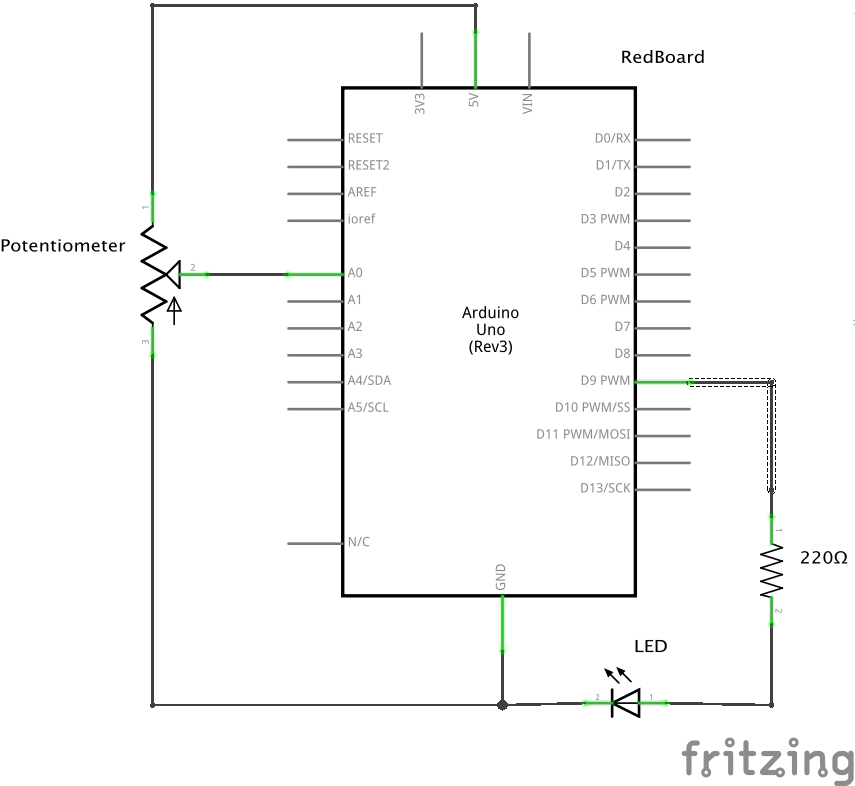 RedBoard
3V3
5V
VIN
RESET
RESET2
AREF
ioref
A0
A1
A2
A3
A4/SDA
A5/SCL
N/C
D0/RX
D1/TX
D2
D3 PWM
D4
D5 PWM
D6 PWM
D7
D8
D9 PWM
D10 PWM/SS
D11 PWM/MOSI
D12/MISO
D13/SCK
Arduino
Uno
(Rev3)
GND
Potentiometer
1
2
3
1
220Ω
2
LED
2
1
fritzing